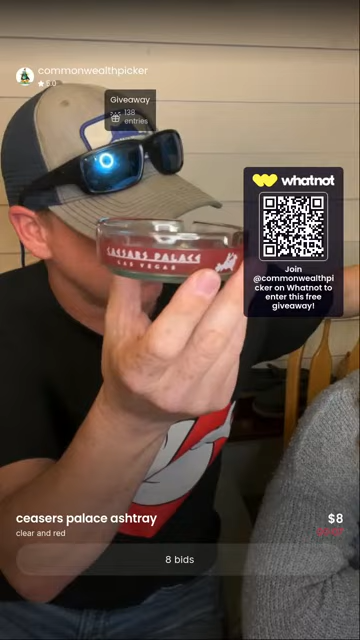 commonwealthpicker
5.0
Giveaway
138
entries
whatnot
Join
@commonwealthpi
cker on Whatnot to
enter this free
giveaway!
CAESARS PALACE
LAS VEGAS
ceasers palace ashtray
$8
clear and red
8 bids